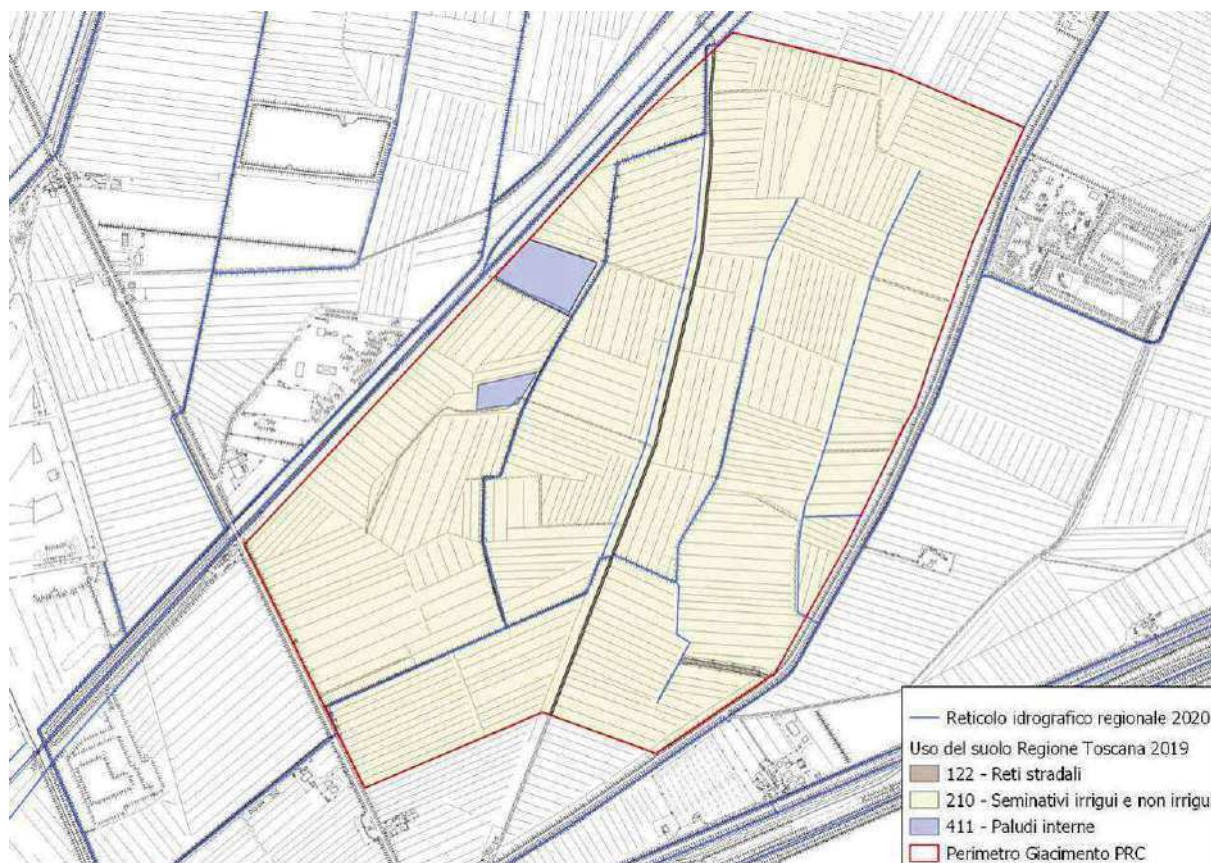 Reticolo idrografico regionale 2020
Uso del suolo Regione Toscana 2019
122 - Reti stradali
210 - Seminativi irrigui e non irrigu
411 - Paludi interne
Perimetro Giacimento PRC